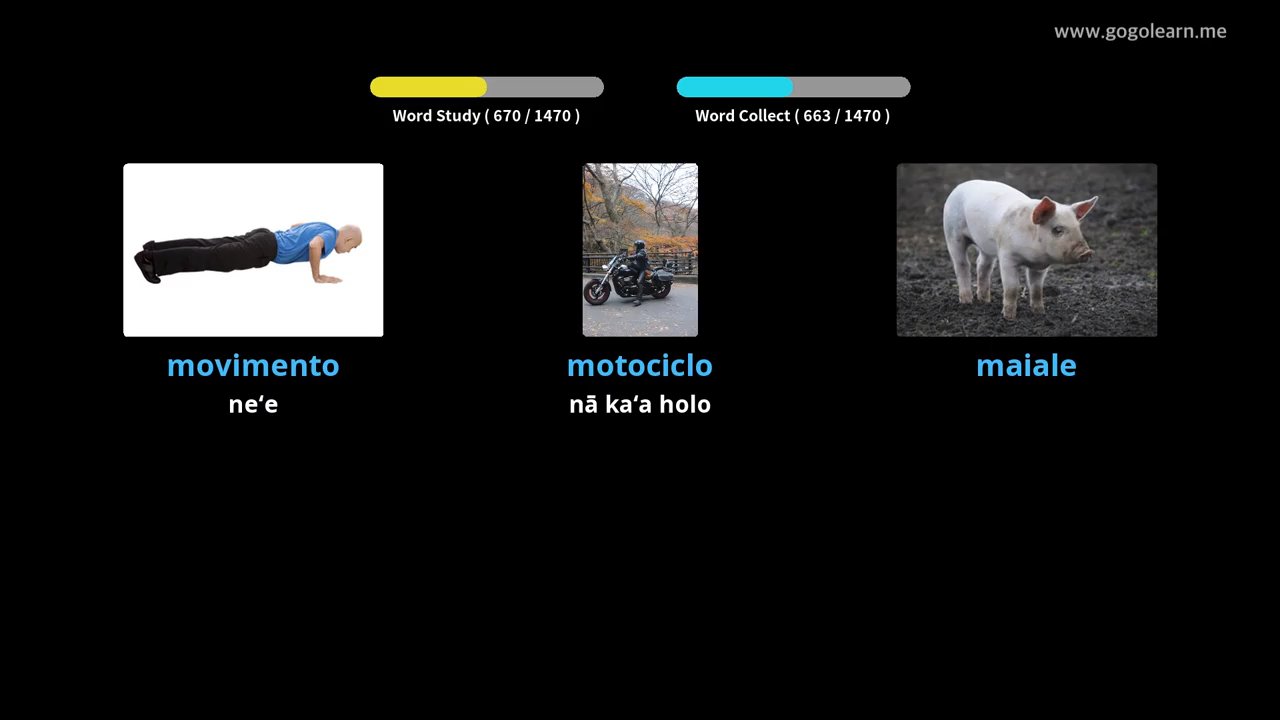 www.gogolearn.me
Word Study ( 670 / 1470 )
Word Collect ( 663 / 1470 )
movimento
neʻe
motociclo
nā kaʻa holo
maiale